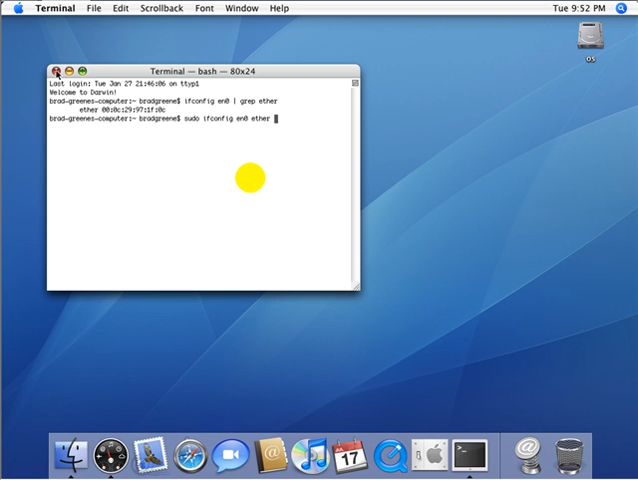 Terminal File Edit Scrollback Font Window Help Tue 9:52 PM
OS
Terminal — bash — 80x24
Last login: Tue Jan 27 21:46:06 on ttyp1
Welcome to Darwin!
brad-greenes-computer:~ bradgreene$ ifconfig en0 | grep ether
ether 00:0c:29:97:1f:0c
brad-greenes-computer:~ bradgreene$ sudo ifconfig en0 ether
JUL
17